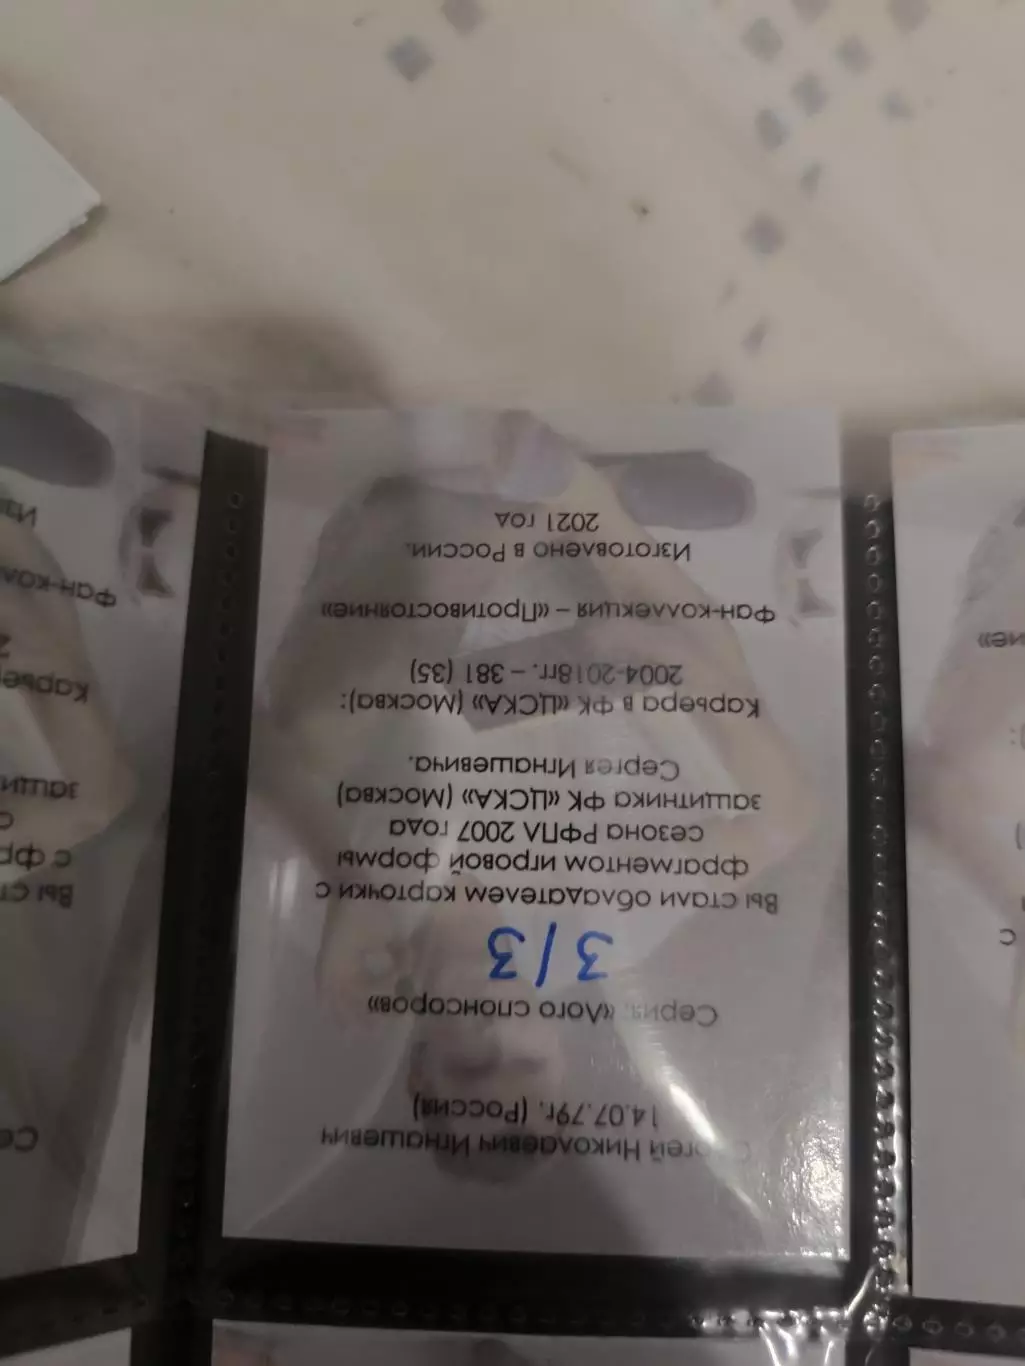 Сергей Николаевич Игнашевич
14.07.79г. (Россия)
Серия: «Лого спонсоров»
3/3
Вы стали обладателем карточки с
фрагментом игровой формы
сезона РФПЛ 2007 года
защитника ФК «ЦСКА» (Москва)
Сергея Игнашевича.
Карьера в ФК «ЦСКА» (Москва):
2004-2018гг. – 381 (35)
Фан-коллекция – «Противостояние»
Изготовлено в России.
2021 год